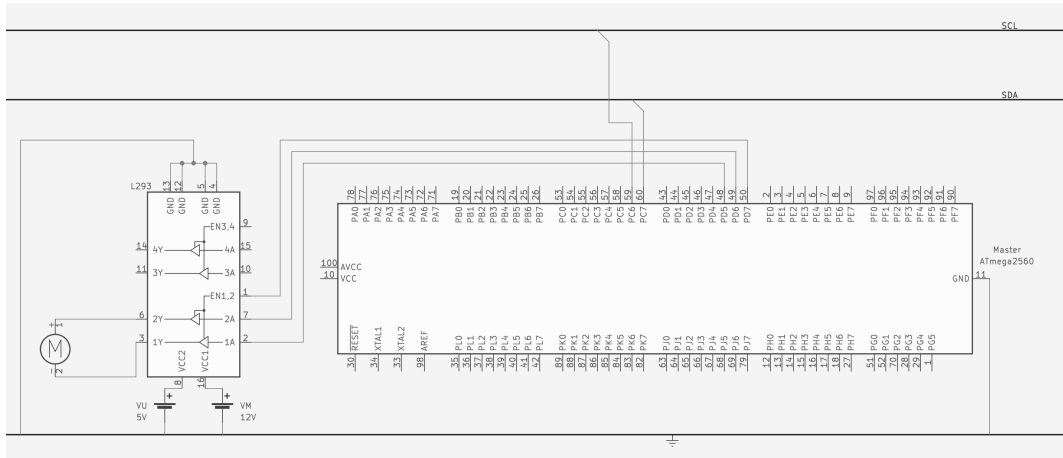 SCL
SDA
L293
13 12 5 4
GND GND GND GND
9
EN3,4
14 4Y 4A 15
11 3Y 3A 10
EN1,2 1
6 2Y 2A 7
3 1Y 1A 2
VCC2 VCC1
8 16
+ 1
M
- 2
+ +
VU VM
5V 12V
78 77 76 75 74 73 72 71 19 20 21 22 23 24 25 26 53 54 55 56 57 58 59 60 43 44 45 46 47 48 49 50 2 3 4 5 6 7 8 9 97 96 95 94 93 92 91 90
PA0 PA1 PA2 PA3 PA4 PA5 PA6 PA7 PB0 PB1 PB2 PB3 PB4 PB5 PB6 PB7 PC0 PC1 PC2 PC3 PC4 PC5 PC6 PC7 PD0 PD1 PD2 PD3 PD4 PD5 PD6 PD7 PE0 PE1 PE2 PE3 PE4 PE5 PE6 PE7 PF0 PF1 PF2 PF3 PF4 PF5 PF6 PF7
Master
ATmega2560
100 AVCC
10 VCC
GND 11
RESET XTAL1 XTAL2 AREF PL0 PL1 PL2 PL3 PL4 PL5 PL6 PL7 PK0 PK1 PK2 PK3 PK4 PK5 PK6 PK7 PJ0 PJ1 PJ2 PJ3 PJ4 PJ5 PJ6 PJ7 PH0 PH1 PH2 PH3 PH4 PH5 PH6 PH7 PG0 PG1 PG2 PG3 PG4 PG5
30 34 33 98 35 36 37 38 39 40 41 42 89 88 87 86 85 84 83 82 63 64 65 66 67 68 69 79 12 13 14 15 16 17 18 27 51 52 70 28 29 1